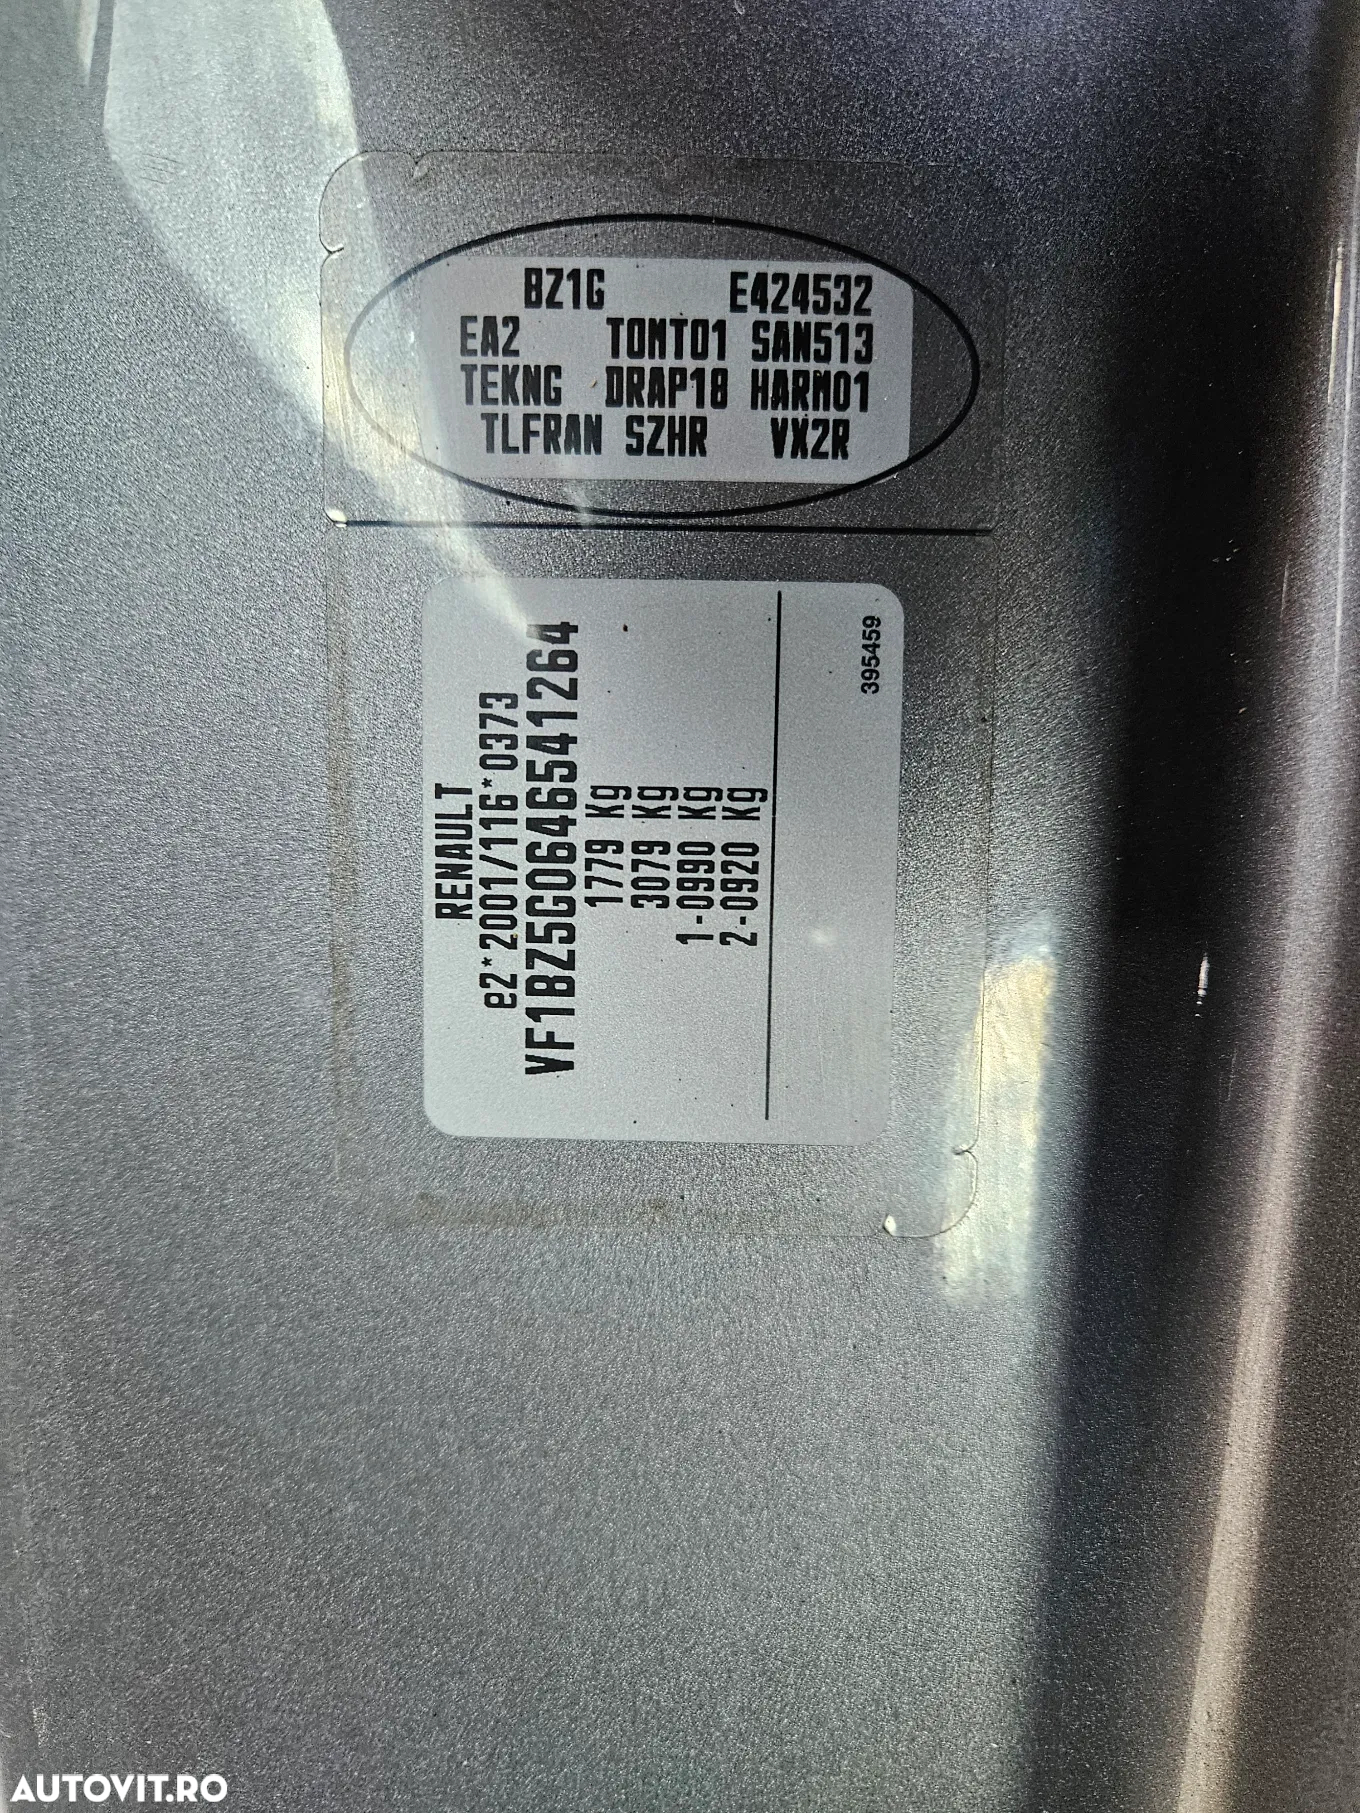 BZ1G E424532
EA2 TOMT01 SAN513
TEKNG DRAP18 HARM01
TLFRAN SZHR VX2R
RENAULT
e2*2001/116*0373
VF1BZ5G0646541264
1779 Kg
3079 Kg
1-0990 Kg
2-0920 Kg
395459
AUTOVIT.RO